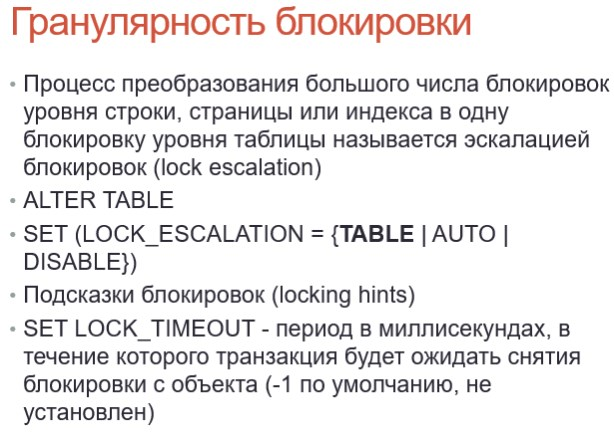 Гранулярность блокировки
• Процесс преобразования большого числа блокировок
уровня строки, страницы или индекса в одну
блокировку уровня таблицы называется эскалацией
блокировок (lock escalation)
• ALTER TABLE
• SET (LOCK_ESCALATION = {TABLE | AUTO |
DISABLE})
• Подсказки блокировок (locking hints)
• SET LOCK_TIMEOUT - период в миллисекундах, в
течение которого транзакция будет ожидать снятия
блокировки с объекта (-1 по умолчанию, не
установлен)